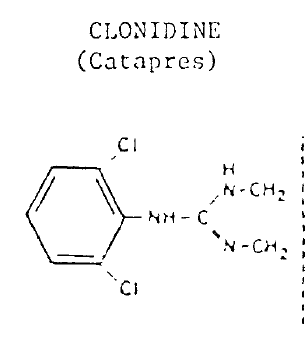 CLONIDINE
(Catapres)
Cl
H
N-CH₂
NH-C
N-CH₂
Cl